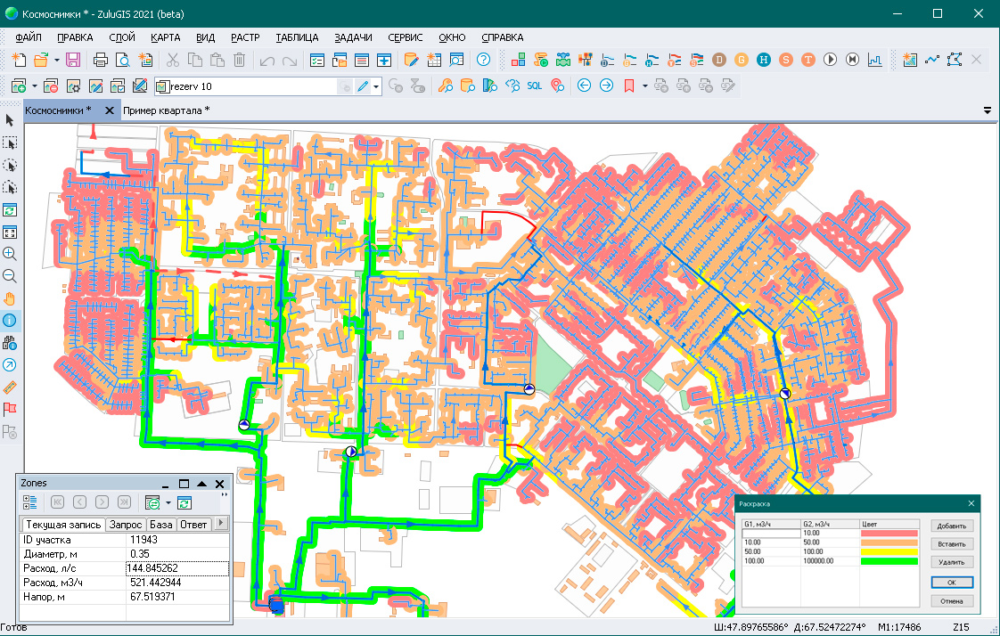 Космоснимки * - ZuluGIS 2021 (beta)
ФАЙЛ ПРАВКА СЛОЙ КАРТА ВИД РАСТР ТАБЛИЦА ЗАДАЧИ СЕРВИС ОКНО СПРАВКА
D G H S T
rezerv 10 SQL
Космоснимки * Пример квартала *
Zones
Текущая запись Запрос База Ответ
ID участка 11943
Диаметр, м 0.35
Расход, л/с 144.845262
Расход, м3/ч 521.442944
Напор, м 67.519371
Раскраска
G1, м3/ч G2, м3/ч Цвет
10.00
10.00 50.00
50.00 100.00
100.00 100000.00
Добавить
Вставить
Удалить
ОК
Отмена
Готов Ш:47.89765586° Д:67.52472274° М1:17486 Z15